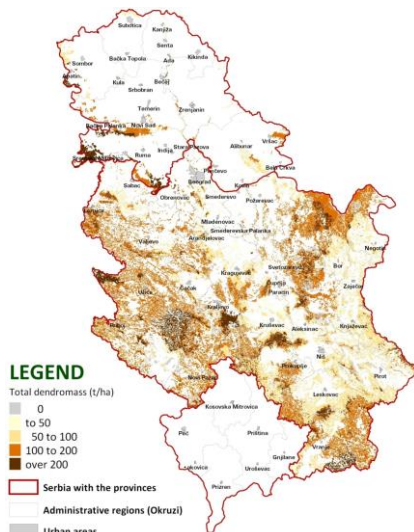 Subotica
Kanjiža
Senta
Sombor
Bačka Topola
Ada
Kikinda
Apatin
Kula
Bečej
Srbobran
Temerin
Zrenjanin
Novi Sad
Vršac
Alibunar
Ruma
Inđija
Stara Pazova
Pančevo
Bela Crkva
Beograd
Šabac
Obrenovac
Smederevo
Požarevac
Loznica
Mladenovac
Smederevska Palanka
Aranđelovac
Valjevo
Negotin
Kragujevac
Svetozarevo
Bor
Čačak
Ćuprija
Paraćin
Zaječar
Užice
Kraljevo
Kruševac
Aleksinac
Knjaževac
Niš
Prokuplje
Novi Pazar
Leskovac
Pirot
Kosovska Mitrovica
Vranje
Peć
Priština
Gnjilane
Uroševac
Prizren
LEGEND
Total dendromass (t/ha)
0
to 50
50 to 100
100 to 200
over 200
Serbia with the provinces
Administrative regions (Okruzi)
Urban areas